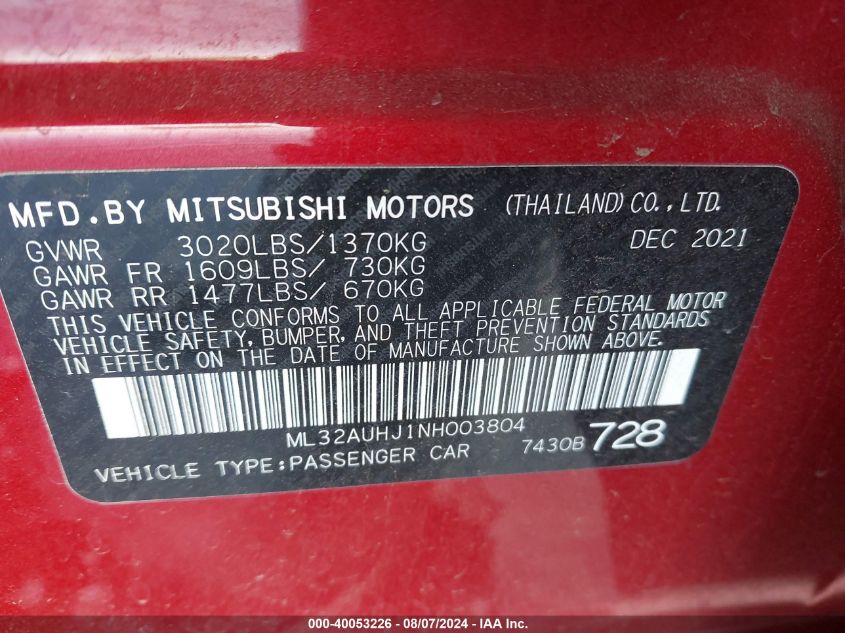 MFD.BY MITSUBISHI MOTORS (THAILAND) CO.,LTD.
GVWR 3020LBS/1370KG DEC 2021
GAWR FR 1609LBS/ 730KG
GAWR RR 1477LBS/ 670KG
THIS VEHICLE CONFORMS TO ALL APPLICABLE FEDERAL MOTOR
VEHICLE SAFETY, BUMPER, AND THEFT PREVENTION STANDARDS
IN EFFECT ON THE DATE OF MANUFACTURE SHOWN ABOVE.
ML32AUHJ1NH003804
VEHICLE TYPE:PASSENGER CAR 7430B 728
000-40053226 - 08/07/2024 - IAA Inc.